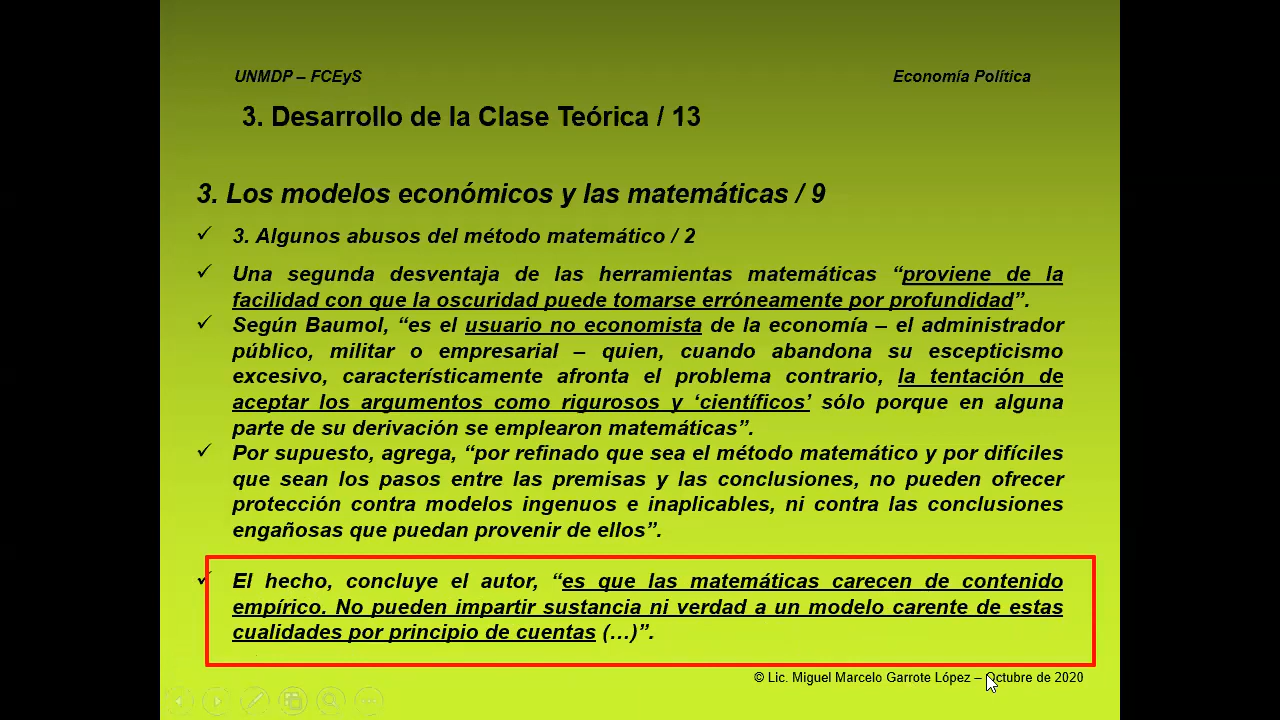 UNMDP – FCEyS
Economía Política
3. Desarrollo de la Clase Teórica / 13
3. Los modelos económicos y las matemáticas / 9
✓ 3. Algunos abusos del método matemático / 2
✓ Una segunda desventaja de las herramientas matemáticas “proviene de la
facilidad con que la oscuridad puede tomarse erróneamente por profundidad”.
✓ Según Baumol, “es el usuario no economista de la economía – el administrador
público, militar o empresarial – quien, cuando abandona su escepticismo
excesivo, característicamente afronta el problema contrario, la tentación de
aceptar los argumentos como rigurosos y ‘científicos’ sólo porque en alguna
parte de su derivación se emplearon matemáticas”.
✓ Por supuesto, agrega, “por refinado que sea el método matemático y por difíciles
que sean los pasos entre las premisas y las conclusiones, no pueden ofrecer
protección contra modelos ingenuos e inaplicables, ni contra las conclusiones
engañosas que puedan provenir de ellos”.
✓ El hecho, concluye el autor, “es que las matemáticas carecen de contenido
empírico. No pueden impartir sustancia ni verdad a un modelo carente de estas
cualidades por principio de cuentas (…)”.
© Lic. Miguel Marcelo Garrote López – Octubre de 2020